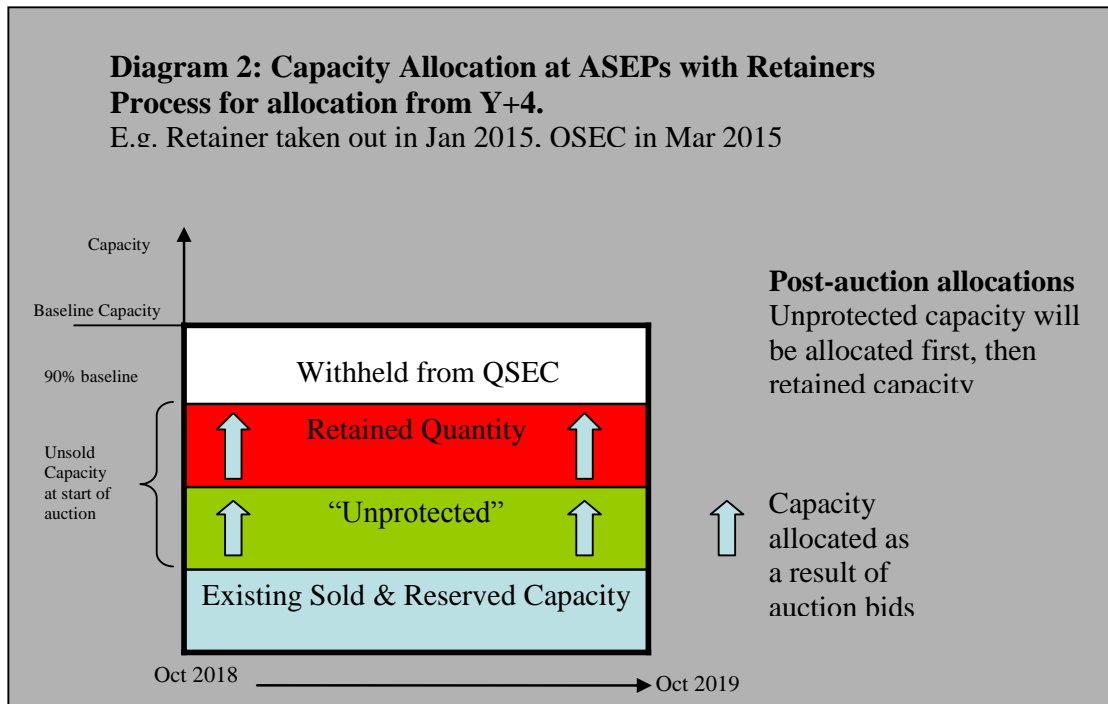 Diagram 2: Capacity Allocation at ASEPs with Retainers
Process for allocation from Y+4.
E.g. Retainer taken out in Jan 2015, QSEC in Mar 2015
Capacity
Baseline Capacity
90% baseline
Unsold
Capacity
at start of
auction
Withheld from QSEC
Retained Quantity
“Unprotected”
Existing Sold & Reserved Capacity
Oct 2018
Oct 2019
Post-auction allocations
Unprotected capacity will
be allocated first, then
retained capacity
Capacity
allocated as
a result of
auction bids